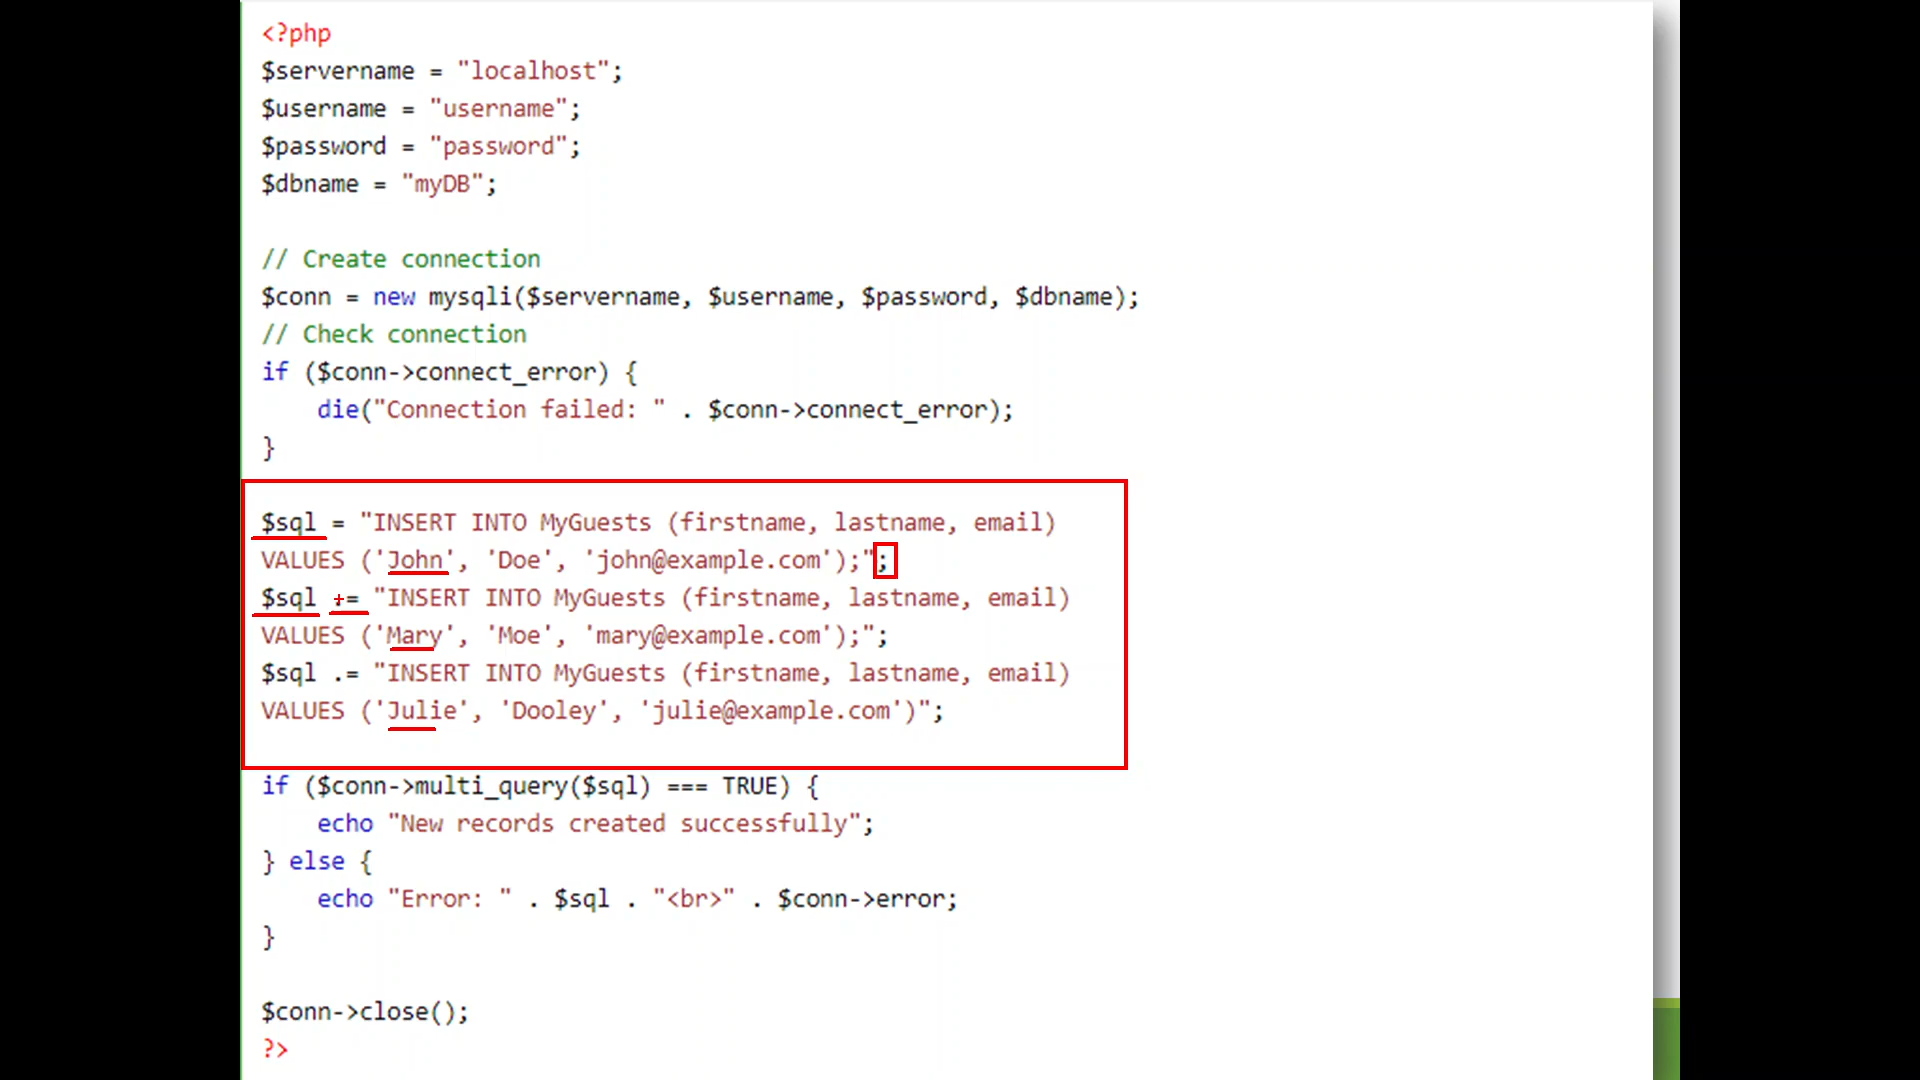 <?php
$servername = "localhost";
$username = "username";
$password = "password";
$dbname = "myDB";
// Create connection
$conn = new mysqli($servername, $username, $password, $dbname);
// Check connection
if ($conn->connect_error) {
    die("Connection failed: " . $conn->connect_error);
}
$sql = "INSERT INTO MyGuests (firstname, lastname, email)
VALUES ('John', 'Doe', 'john@example.com');";
$sql .= "INSERT INTO MyGuests (firstname, lastname, email)
VALUES ('Mary', 'Moe', 'mary@example.com');";
$sql .= "INSERT INTO MyGuests (firstname, lastname, email)
VALUES ('Julie', 'Dooley', 'julie@example.com')";
if ($conn->multi_query($sql) === TRUE) {
    echo "New records created successfully";
} else {
    echo "Error: " . $sql . "<br>" . $conn->error;
}
$conn->close();
?>